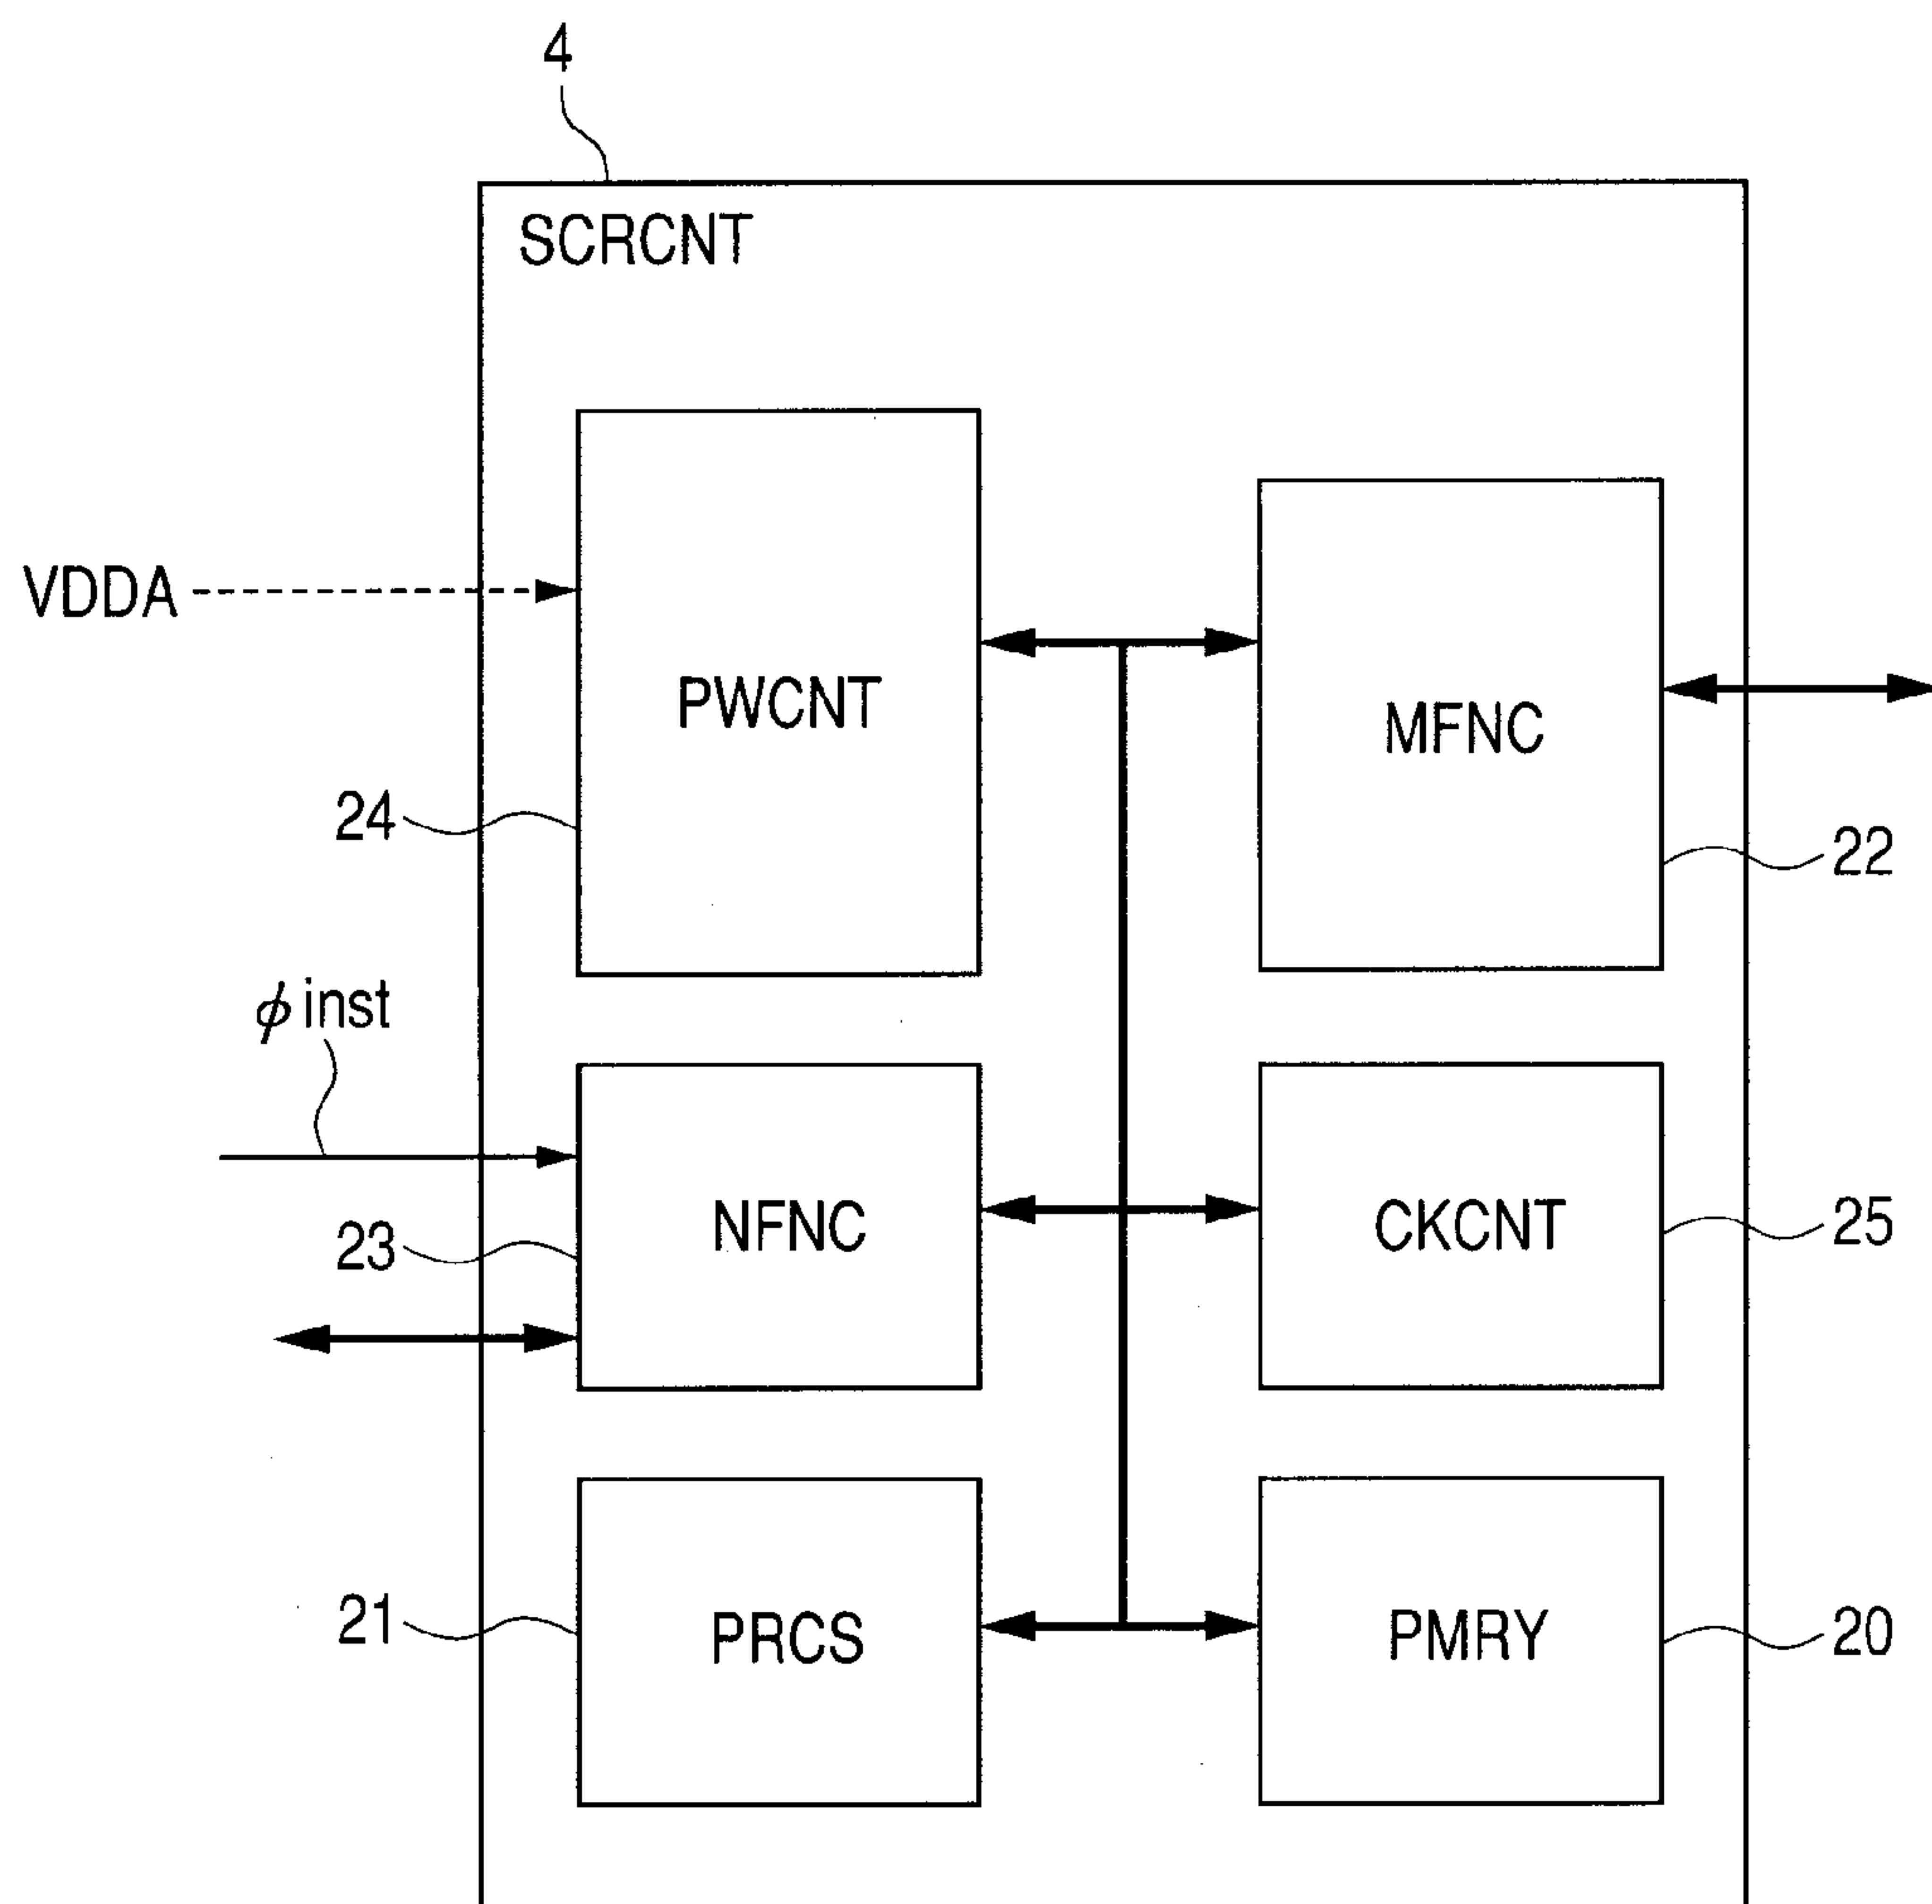 4
SCRCNT
VDDA
PWCNT
MFNC
24
22
ϕinst
NFNC
CKCNT
23
25
21
PRCS
PMRY
20